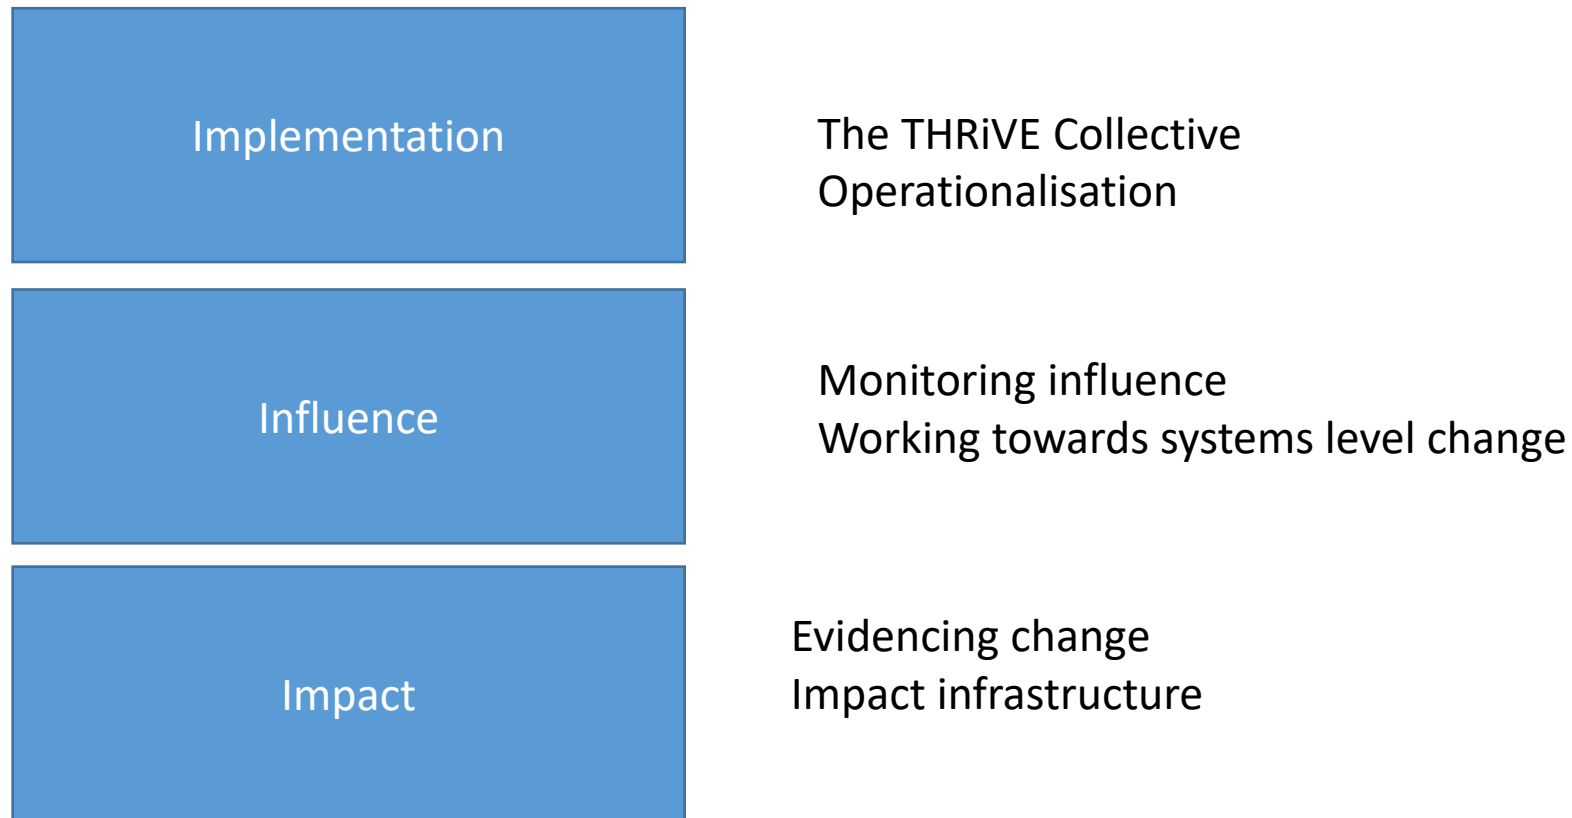 Implementation
The THRiVE Collective
Operationalisation
Influence
Monitoring influence
Working towards systems level change
Impact
Evidencing change
Impact infrastructure